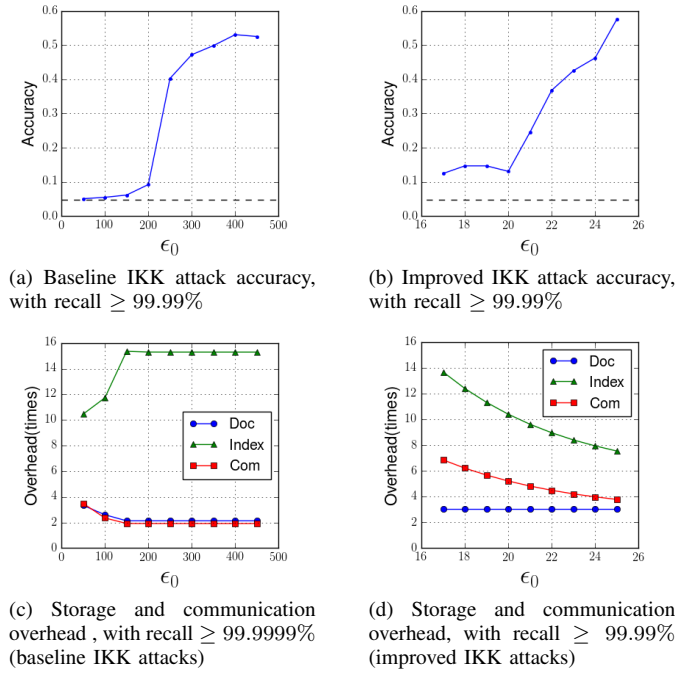 0.6
0.5
0.4
0.3
0.2
0.1
0.0
Accuracy
0 100 200 300 400 500
ϵ0
(a) Baseline IKK attack accuracy,
with recall ≥ 99.99%
0.6
0.5
0.4
0.3
0.2
0.1
0.0
Accuracy
16 18 20 22 24 26
ϵ0
(b) Improved IKK attack accuracy,
with recall ≥ 99.99%
16
14
12
10
8
6
4
2
0
Overhead(times)
Doc
Index
Com
0 100 200 300 400 500
ϵ0
(c) Storage and communication
overhead , with recall ≥ 99.9999%
(baseline IKK attacks)
16
14
12
10
8
6
4
2
0
Overhead(times)
Doc
Index
Com
16 18 20 22 24 26
ϵ0
(d) Storage and communication
overhead, with recall ≥ 99.99%
(improved IKK attacks)